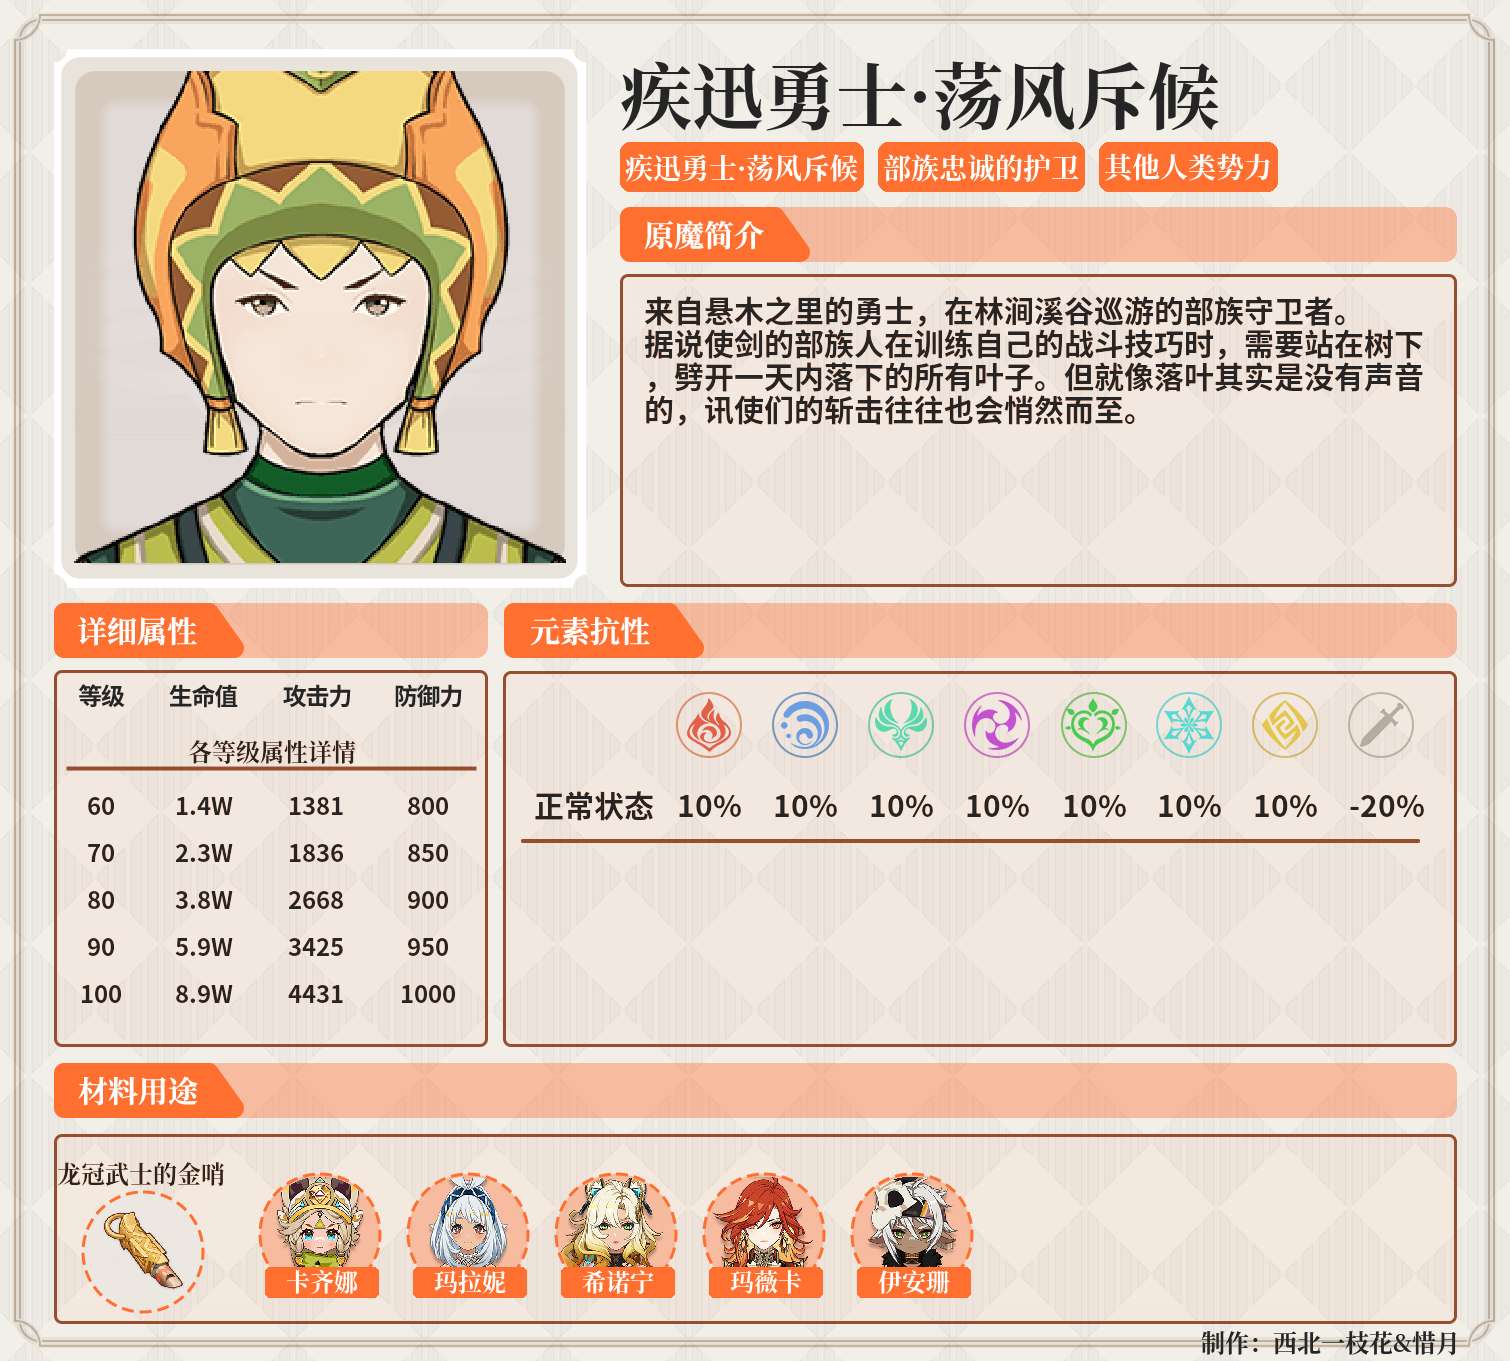 疾迅勇士·荡风斥候
疾迅勇士·荡风斥候 部族忠诚的护卫 其他人类势力
原魔简介
来自悬木之里的勇士，在林涧溪谷巡游的部族守卫者。
据说使剑的部族人在训练自己的战斗技巧时，需要站在树下
，劈开一天内落下的所有叶子。但就像落叶其实是没有声音
的，讯使们的斩击往往也会悄然而至。
详细属性
等级 生命值 攻击力 防御力
各等级属性详情
60 1.4W 1381 800
70 2.3W 1836 850
80 3.8W 2668 900
90 5.9W 3425 950
100 8.9W 4431 1000
元素抗性
正常状态 10% 10% 10% 10% 10% 10% 10% -20%
材料用途
龙冠武士的金哨
卡齐娜 玛拉妮 希诺宁 玛薇卡 伊安珊
制作：西北一枝花&惜月